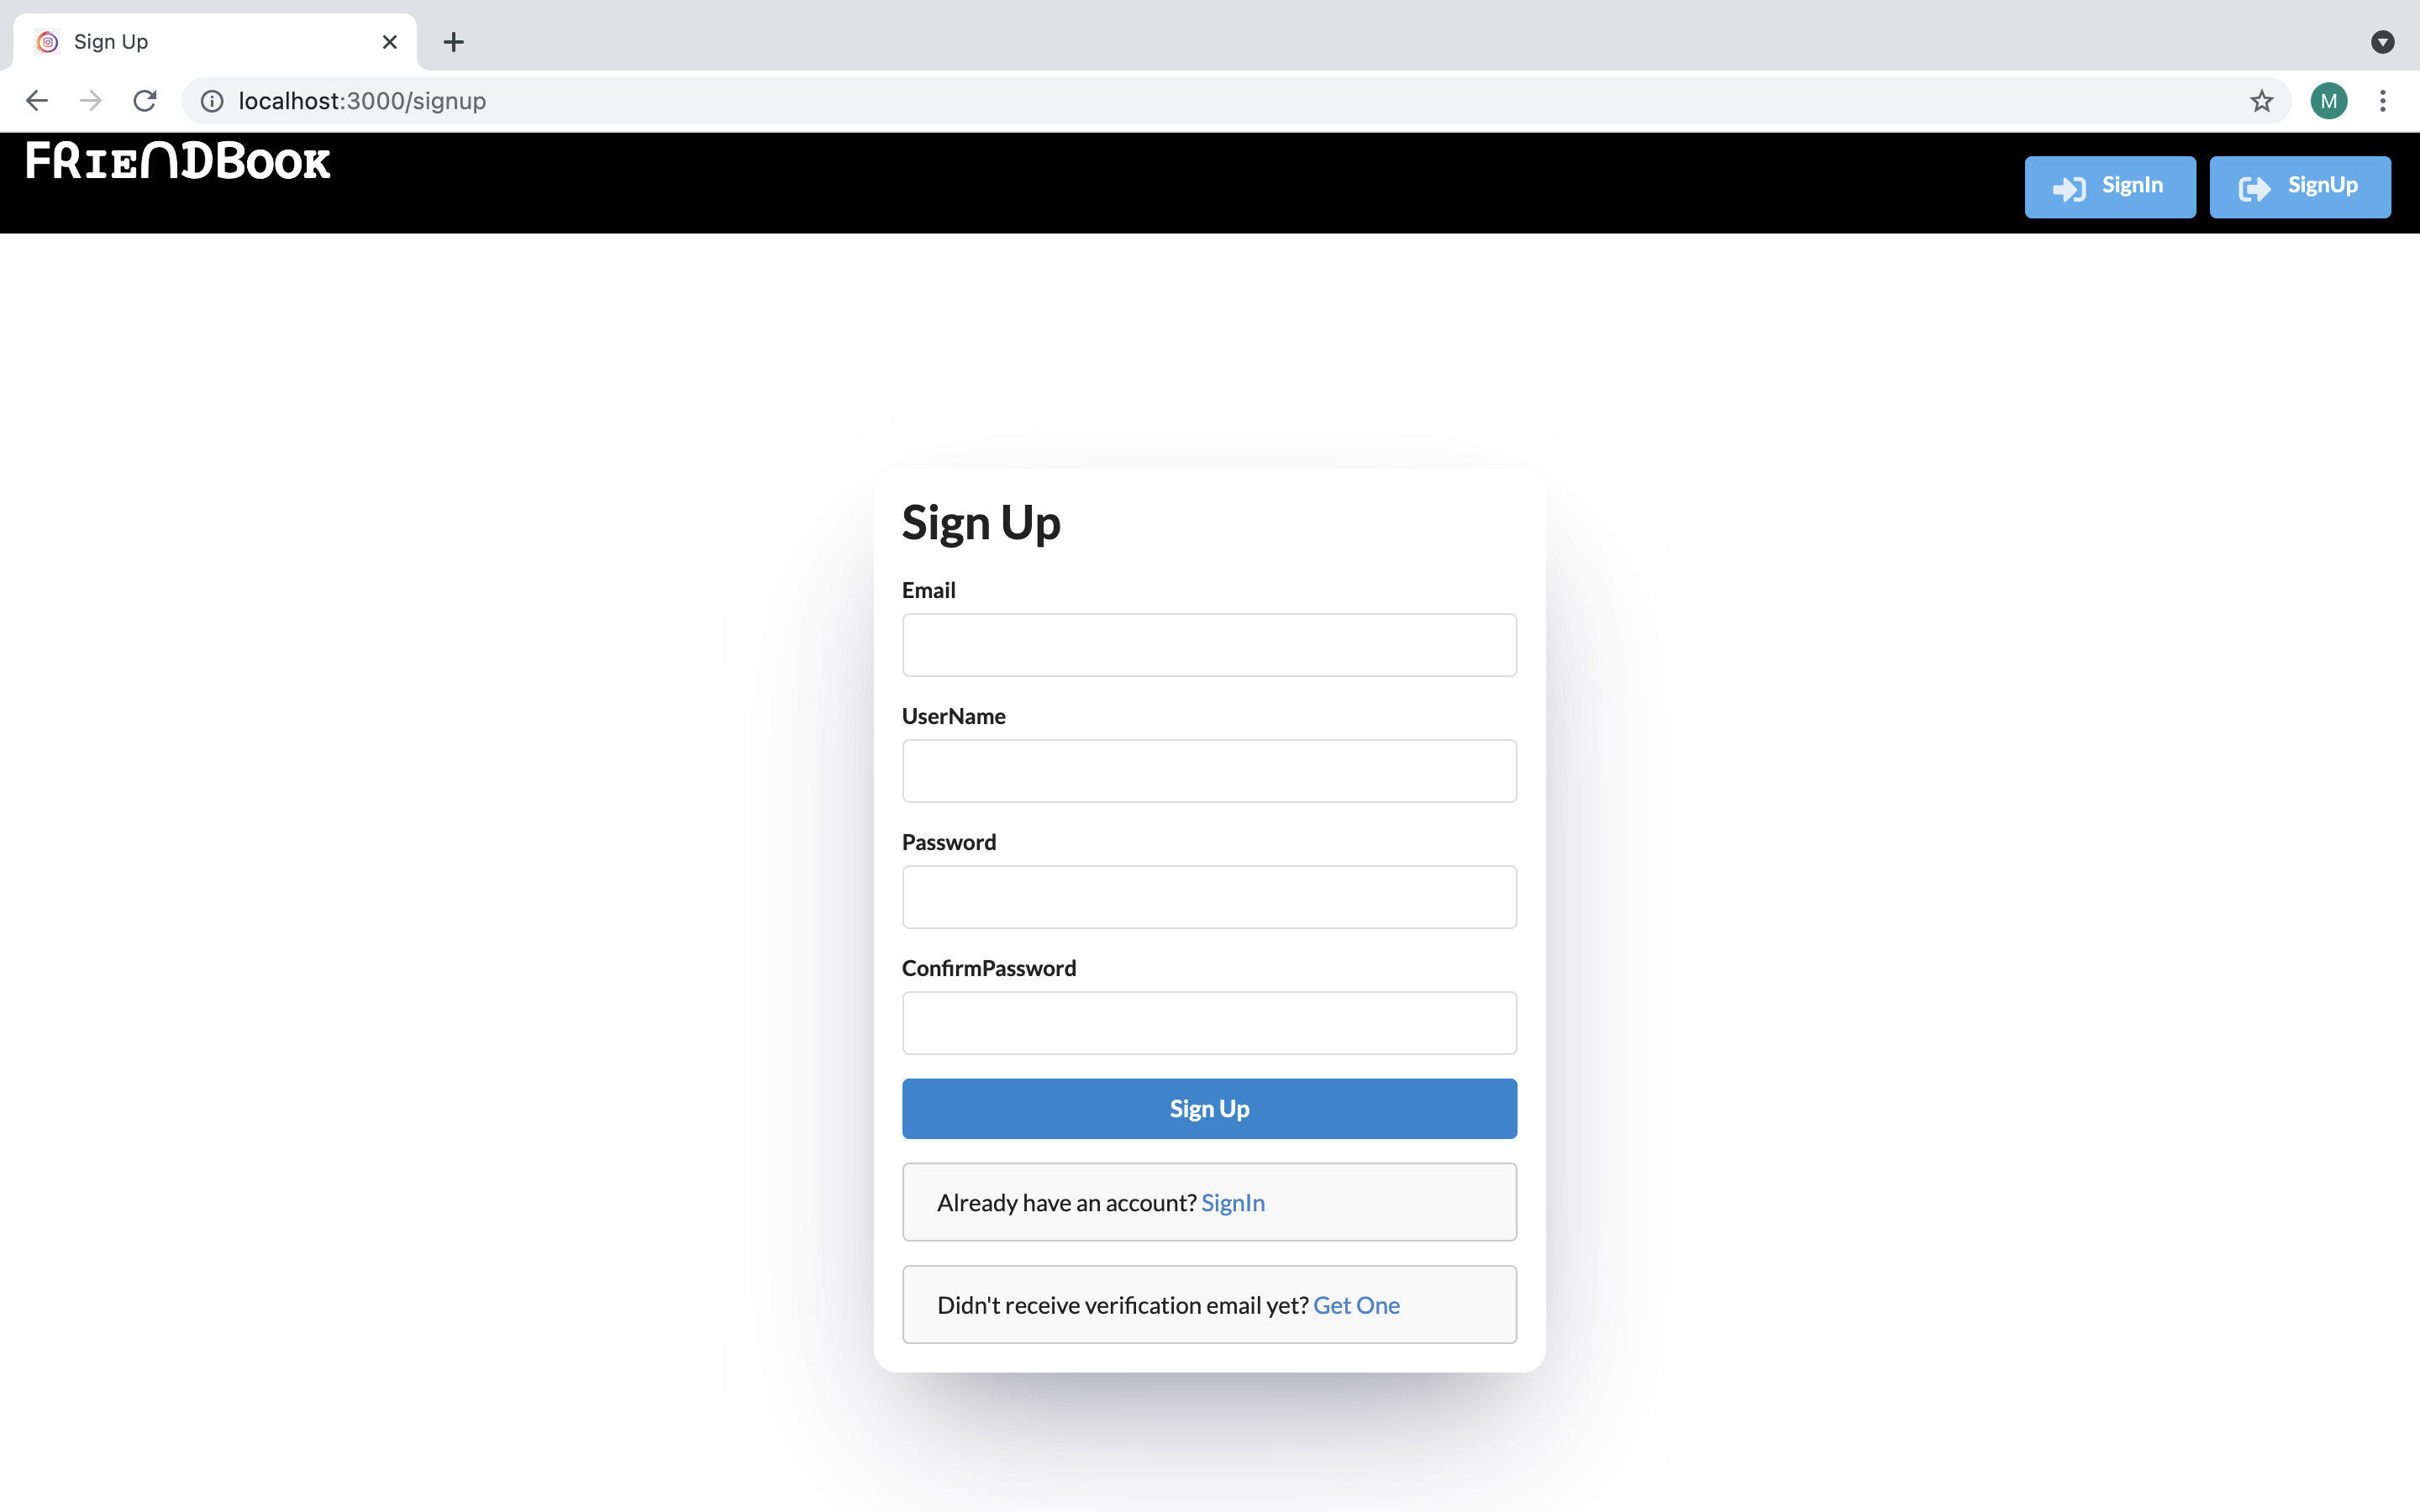 Sign Up
localhost:3000/signup
M
FRIENDBook
SignIn
SignUp
Sign Up
Email
UserName
Password
ConfirmPassword
Sign Up
Already have an account? SignIn
Didn't receive verification email yet? Get One